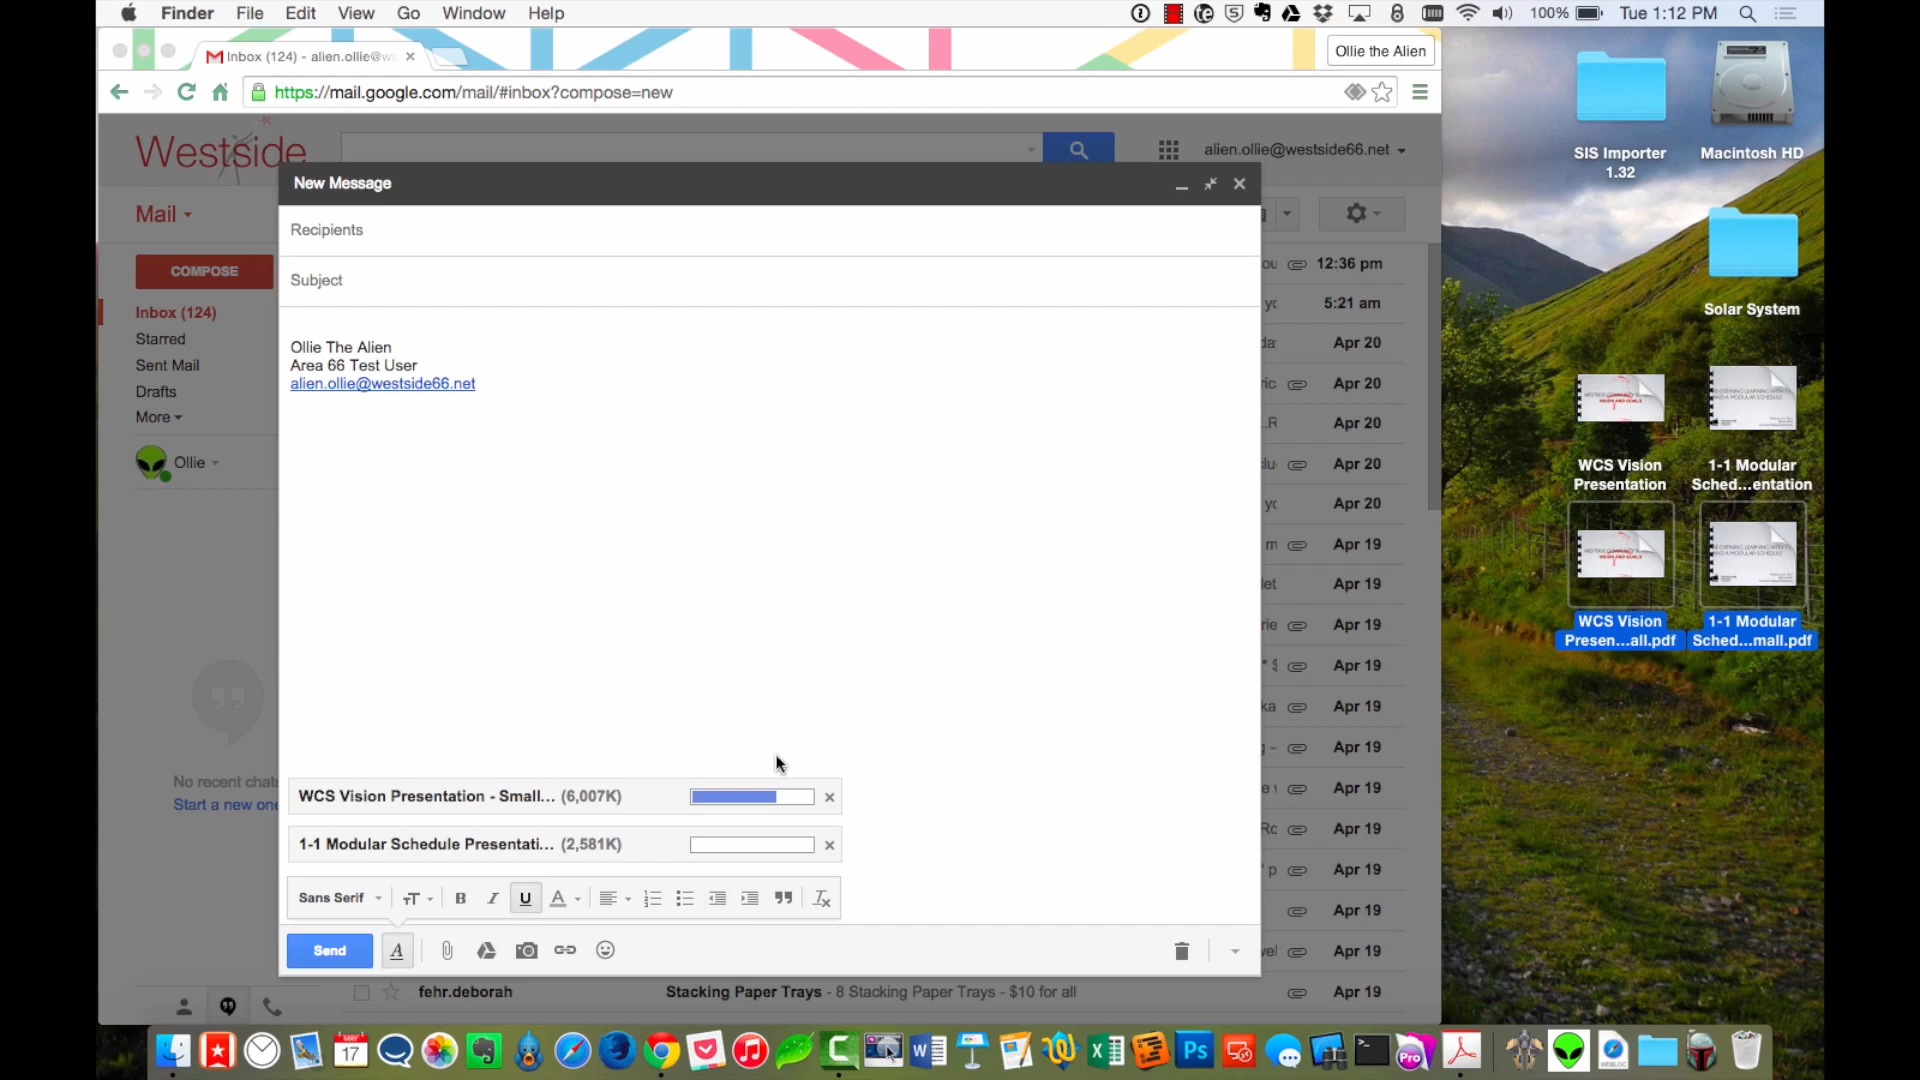 Finder File Edit View Go Window Help
100% Tue 1:12 PM
Inbox (124) - alien.ollie@w
Ollie the Alien
https://mail.google.com/mail/#inbox?compose=new
Westside
alien.ollie@westside66.net
New Message
Mail
Recipients
COMPOSE
Subject
Inbox (124)
Starred
Sent Mail
Drafts
More
Ollie
Ollie The Alien
Area 66 Test User
alien.ollie@westside66.net
12:36 pm
5:21 am
Apr 20
Apr 20
Apr 20
Apr 20
Apr 20
Apr 19
Apr 19
Apr 19
Apr 19
Apr 19
Apr 19
Apr 19
Apr 19
Apr 19
Apr 19
Apr 19
Apr 19
No recent chats
Start a new one
WCS Vision Presentation - Small... (6,007K)
1-1 Modular Schedule Presentati... (2,581K)
Sans Serif
Send
fehr.deborah Stacking Paper Trays - 8 Stacking Paper Trays - $10 for all
SIS Importer
1.32
Macintosh HD
Solar System
WCS Vision
Presentation
1-1 Modular
Sched...entation
WCS Vision
Presen...all.pdf
1-1 Modular
Sched...mall.pdf
MAY
17
Ps
Pro